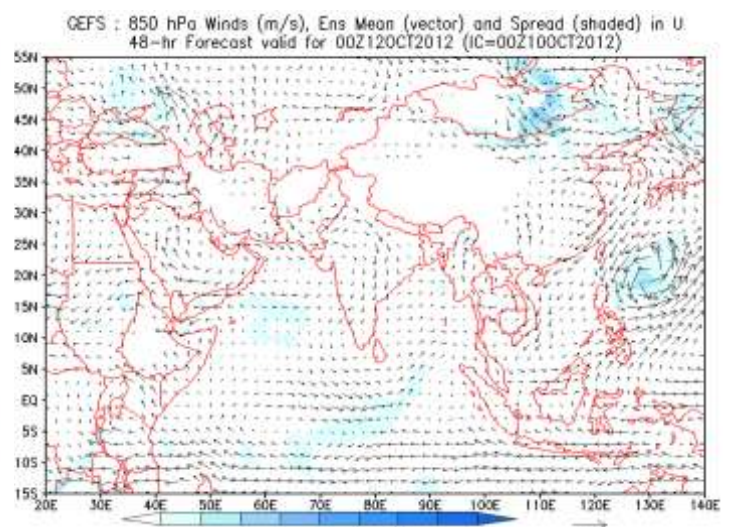 GEFS : 850 hPa Winds (m/s), Ens Mean (vector) and Spread (shaded) in U
48-hr Forecast valid for 00Z12OCT2012 (IC=00Z10OCT2012)
55N
50N
45N
40N
35N
30N
25N
20N
15N
10N
5N
EQ
5S
10S
15S
20E 30E 40E 50E 60E 70E 80E 90E 100E 110E 120E 130E 140E